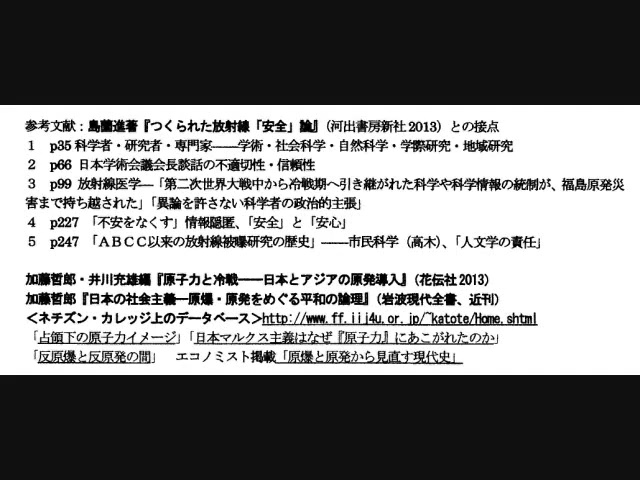 参考文献：島薗進著『つくられた放射線「安全」論』（河出書房新社 2013）との接点
１　p35 科学者・研究者・専門家――学術・社会科学・自然科学・学際研究・地域研究
２　p66 日本学術会議会長談話の不適切性・信頼性
３　p99 放射線医学―「第二次世界大戦中から冷戦期へ引き継がれた科学や科学情報の統制が、福島原発災
害まで持ち越された」「異論を許さない科学者の政治的主張」
４　p227 「不安をなくす」情報隠匿、「安全」と「安心」
５　p247 「ＡＢＣＣ以来の放射線被曝研究の歴史」――市民科学（高木）、「人文学の責任」
加藤哲郎・井川充雄編『原子力と冷戦――日本とアジアの原発導入』（花伝社 2013）
加藤哲郎『日本の社会主義―原爆・原発をめぐる平和の論理』（岩波現代全書、近刊）
＜ネチズン・カレッジ上のデータベース＞http://www.ff.iij4u.or.jp/~katote/Home.shtml
「占領下の原子力イメージ」「日本マルクス主義はなぜ『原子力』にあこがれたのか」
「反原爆と反原発の間」　エコノミスト掲載「原爆と原発から見直す現代史」